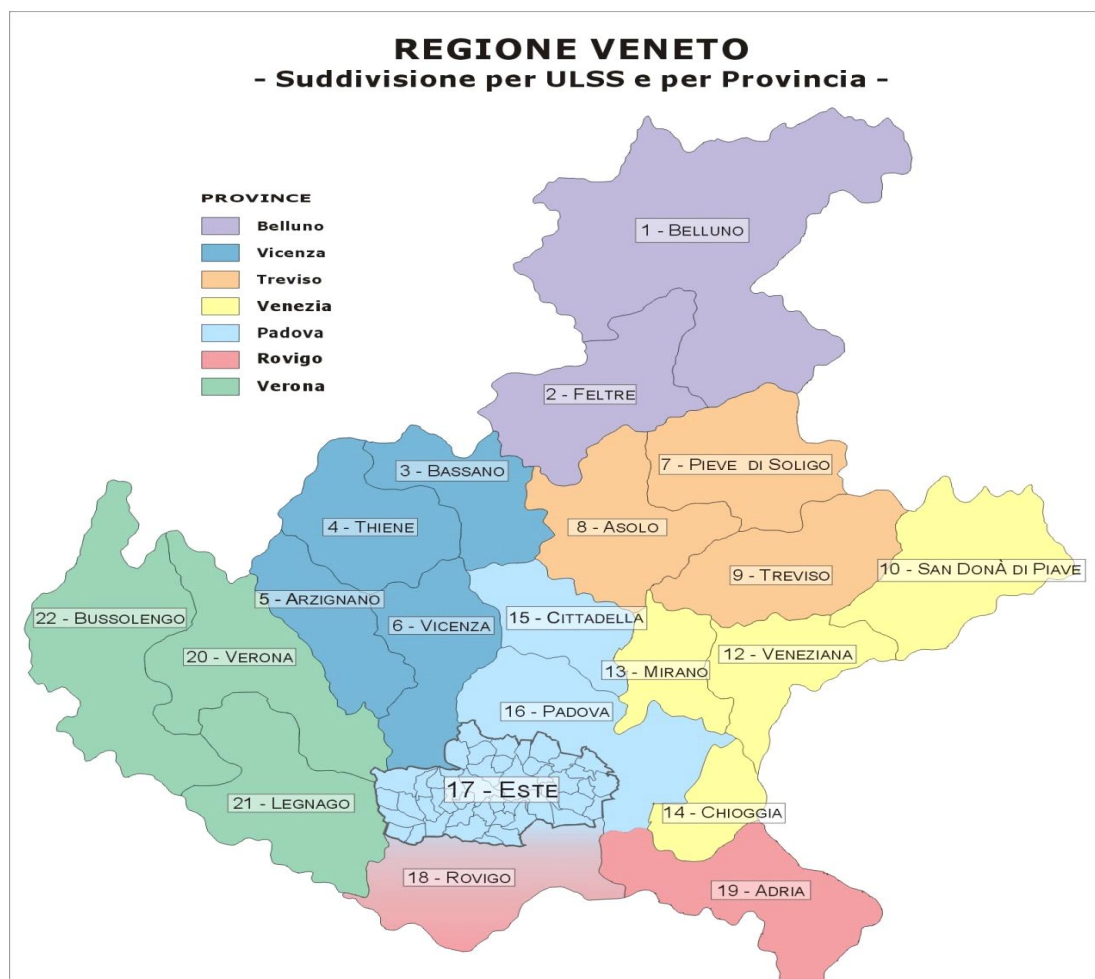 REGIONE VENETO
- Suddivisione per ULSS e per Provincia -
PROVINCE
Belluno
Vicenza
Treviso
Venezia
Padova
Rovigo
Verona
1 - BELLUNO
2 - FELTRE
3 - BASSANO
7 - PIEVE DI SOLIGO
4 - THIENE
8 - ASOLO
10 - SAN DONÀ DI PIAVE
9 - TREVISO
5 - ARZIGNANO
22 - BUSSOLENGO
6 - VICENZA
15 - CITTADELLA
20 - VERONA
13 - MIRANO
12 - VENEZIANA
16 - PADOVA
17 - ESTE
21 - LEGNAGO
14 - CHIOGGIA
18 - ROVIGO
19 - ADRIA